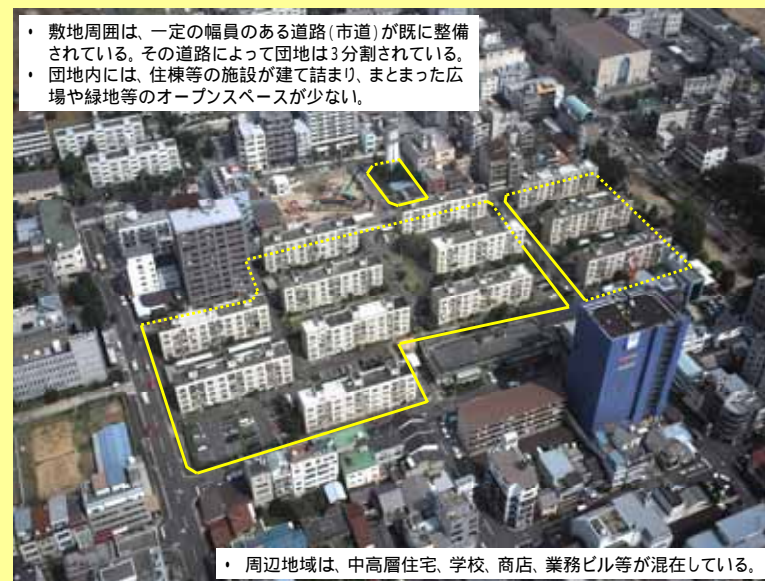 ・ 敷地周囲は、一定の幅員のある道路(市道)が既に整備
されている。その道路によって団地は3分割されている。
・ 団地内には、住棟等の施設が建て詰まり、まとまった広
場や緑地等のオープンスペースが少ない。
・ 周辺地域は、中高層住宅、学校、商店、業務ビル等が混在している。